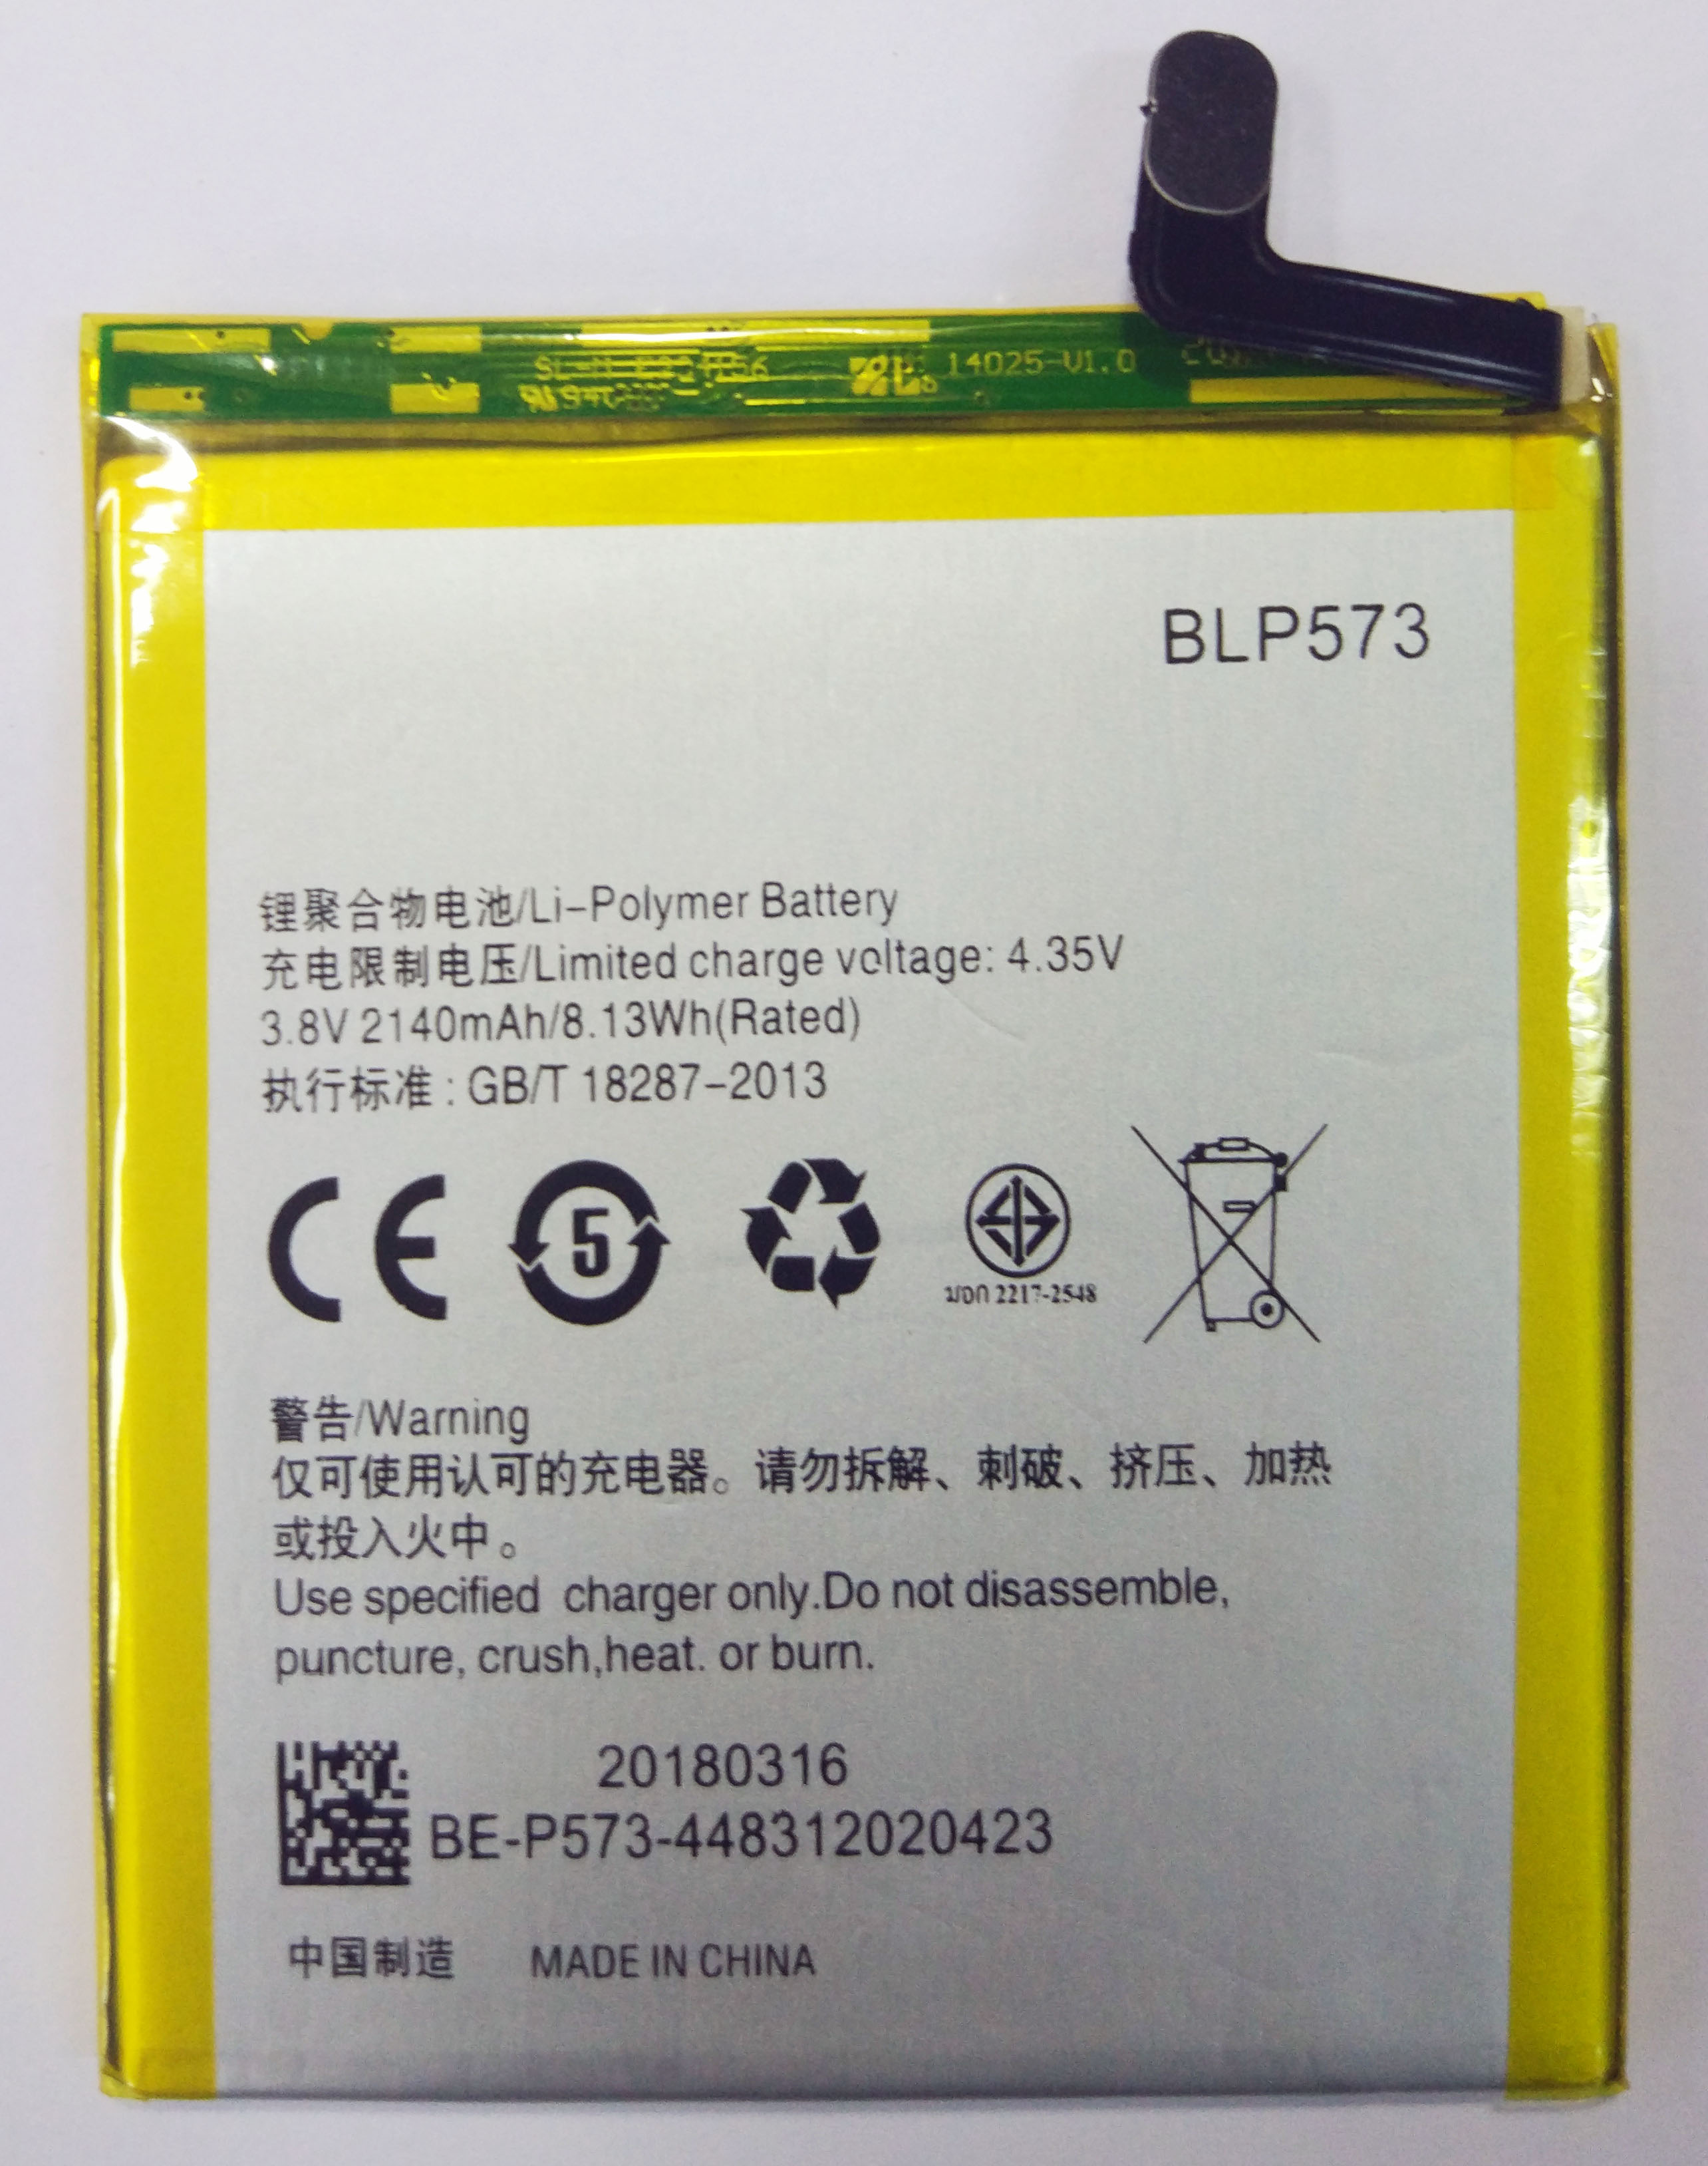 14025-V1.0
BLP573
锂聚合物电池/Li-Polymer Battery
充电限制电压/Limited charge voltage: 4.35V
3.8V 2140mAh/8.13Wh(Rated)
执行标准: GB/T 18287-2013
CE
5
มอก 2217-2548
警告/Warning
仅可使用认可的充电器。请勿拆解、刺破、挤压、加热
或投入火中。
Use specified charger only.Do not disassemble,
puncture, crush,heat. or burn.
20180316
BE-P573-448312020423
中国制造 MADE IN CHINA